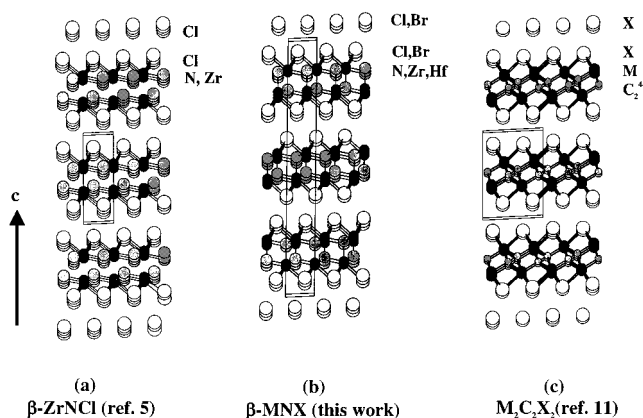 Cl
Cl
N, Zr
Cl,Br
Cl,Br
N,Zr,Hf
X
X
M
C₂⁴
c
(a)
β-ZrNCl (ref. 5)
(b)
β-MNX (this work)
(c)
M₂C₂X₂(ref. 11)